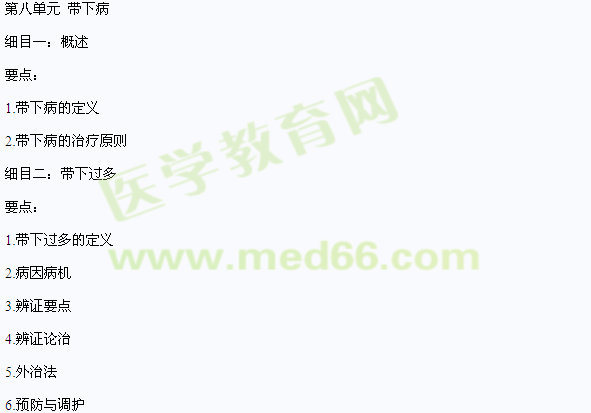 第八单元 带下病
细目一：概述
要点：
1.带下病的定义
2.带下病的治疗原则
细目二：带下过多
要点：
1.带下过多的定义
2.病因病机
3.辨证要点
4.辨证论治
5.外治法
6.预防与调护
医学教育网
www.med66.com